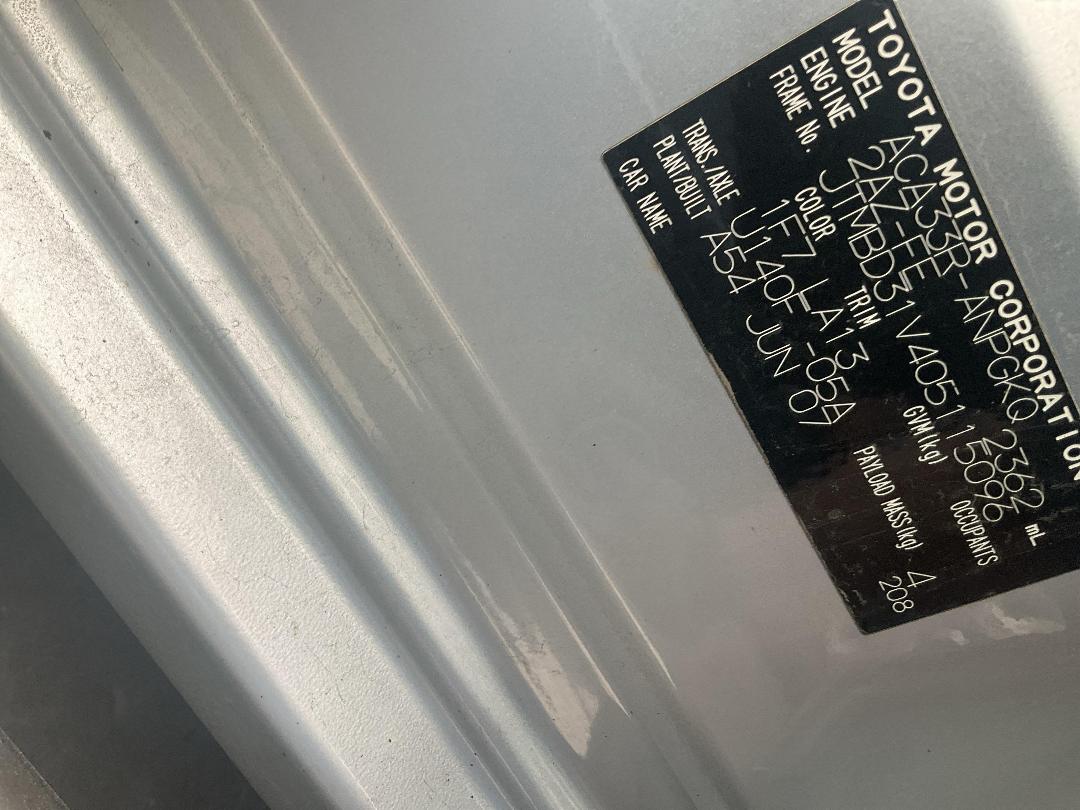 TOYOTA MOTOR CORPORATION
MODEL ACA33R-ANPGKQ
ENGINE 2AZ-FE 2362 mL
FRAME No. JTMBD31V405115096
COLOR TRIM GVM(kg) OCCUPANTS
1F7 LA13
TRANS./AXLE U140F -05A
PLANT/BUILT A54 JUN 07 PAYLOAD MASS(kg) 4
CAR NAME 208